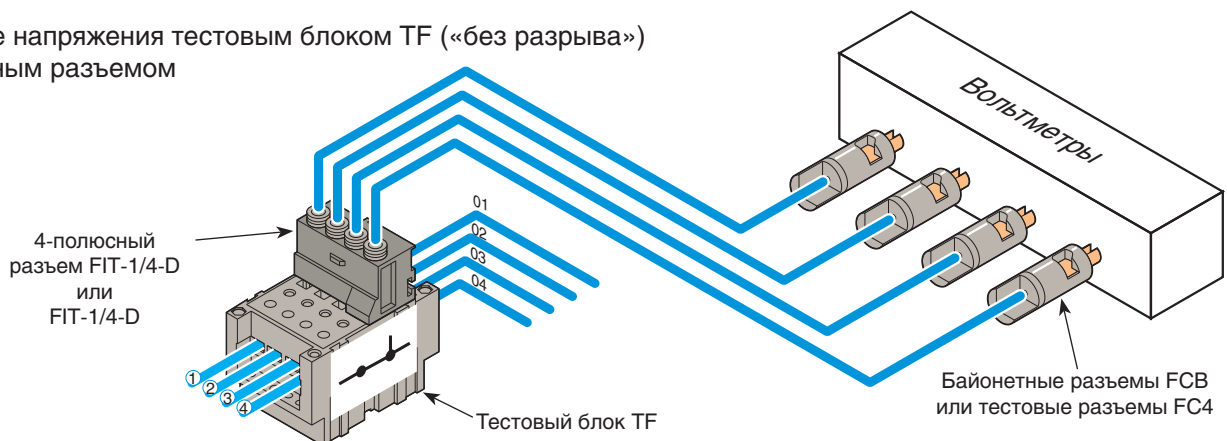 е напряжения тестовым блоком TF («без разрыва»)
ным разъемом
Вольтметры
01
02
03
04
4-полюсный
разъем FIT-1/4-D
или
FIT-1/4-D
1
2
3
4
Тестовый блок TF
Байонетные разъемы FCB
или тестовые разъемы FC4